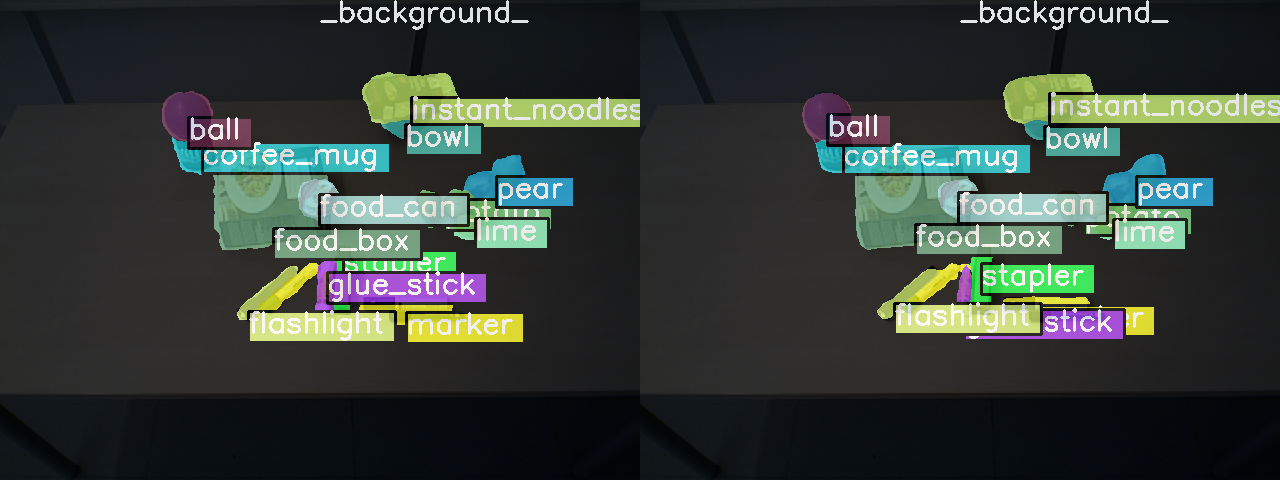 _background_
_background_
instant_noodles
instant_noodles
ball
bowl
ball
bowl
coffee_mug
coffee_mug
pear
pear
food_can
food_can
lime
lime
food_box
food_box
stapler
stapler
glue_stick
flashlight
marker
flashlight
stick